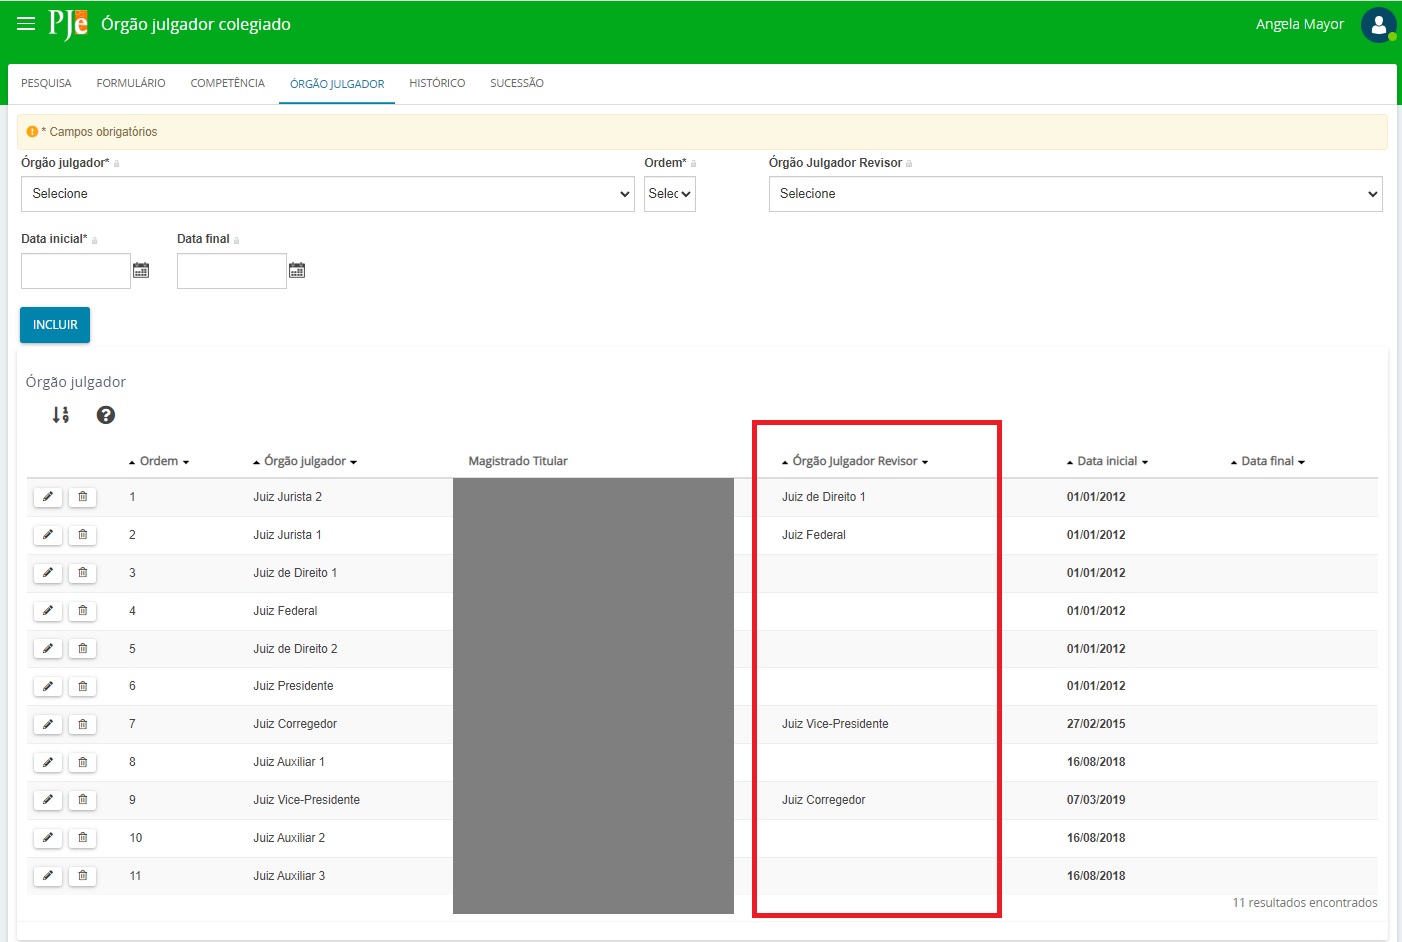 PJe Órgão julgador colegiado Angela Mayor
PESQUISA FORMULÁRIO COMPETÊNCIA ÓRGÃO JULGADOR HISTÓRICO SUCESSÃO
* Campos obrigatórios
Órgão julgador* Ordem* Órgão Julgador Revisor
Selecione Selec Selecione
Data inicial* Data final
INCLUIR
Órgão julgador
Ordem Órgão julgador Magistrado Titular Órgão Julgador Revisor Data inicial Data final
1 Juiz Jurista 2 Juiz de Direito 1 01/01/2012
2 Juiz Jurista 1 Juiz Federal 01/01/2012
3 Juiz de Direito 1 01/01/2012
4 Juiz Federal 01/01/2012
5 Juiz de Direito 2 01/01/2012
6 Juiz Presidente 01/01/2012
7 Juiz Corregedor Juiz Vice-Presidente 27/02/2015
8 Juiz Auxiliar 1 16/08/2018
9 Juiz Vice-Presidente Juiz Corregedor 07/03/2019
10 Juiz Auxiliar 2 16/08/2018
11 Juiz Auxiliar 3 16/08/2018
11 resultados encontrados